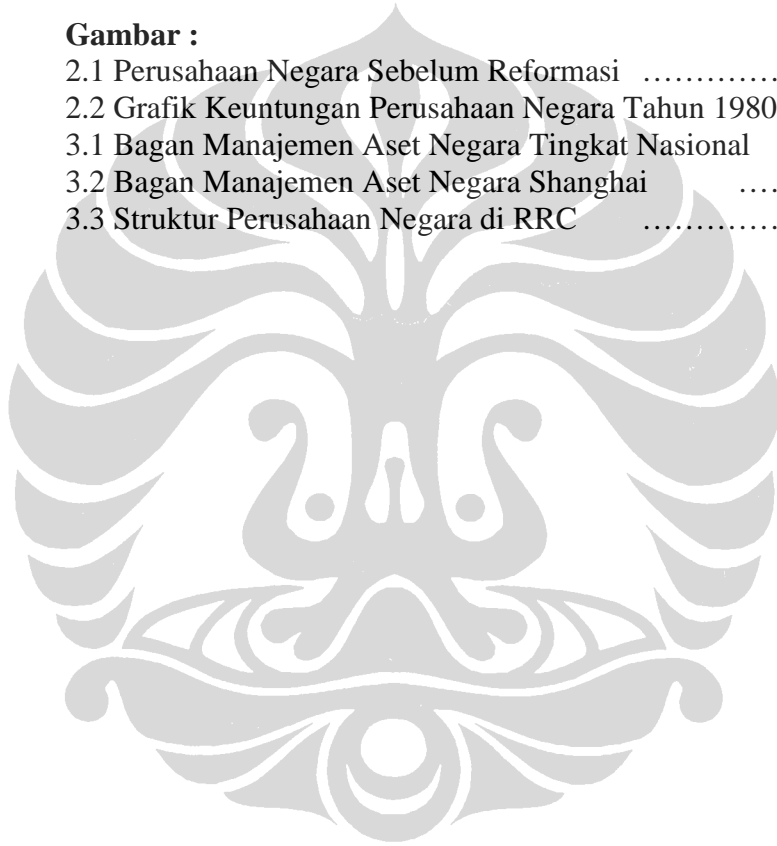 Gambar :
2.1 Perusahaan Negara Sebelum Reformasi ………….
2.2 Grafik Keuntungan Perusahaan Negara Tahun 1980
3.1 Bagan Manajemen Aset Negara Tingkat Nasional
3.2 Bagan Manajemen Aset Negara Shanghai ….
3.3 Struktur Perusahaan Negara di RRC ………….